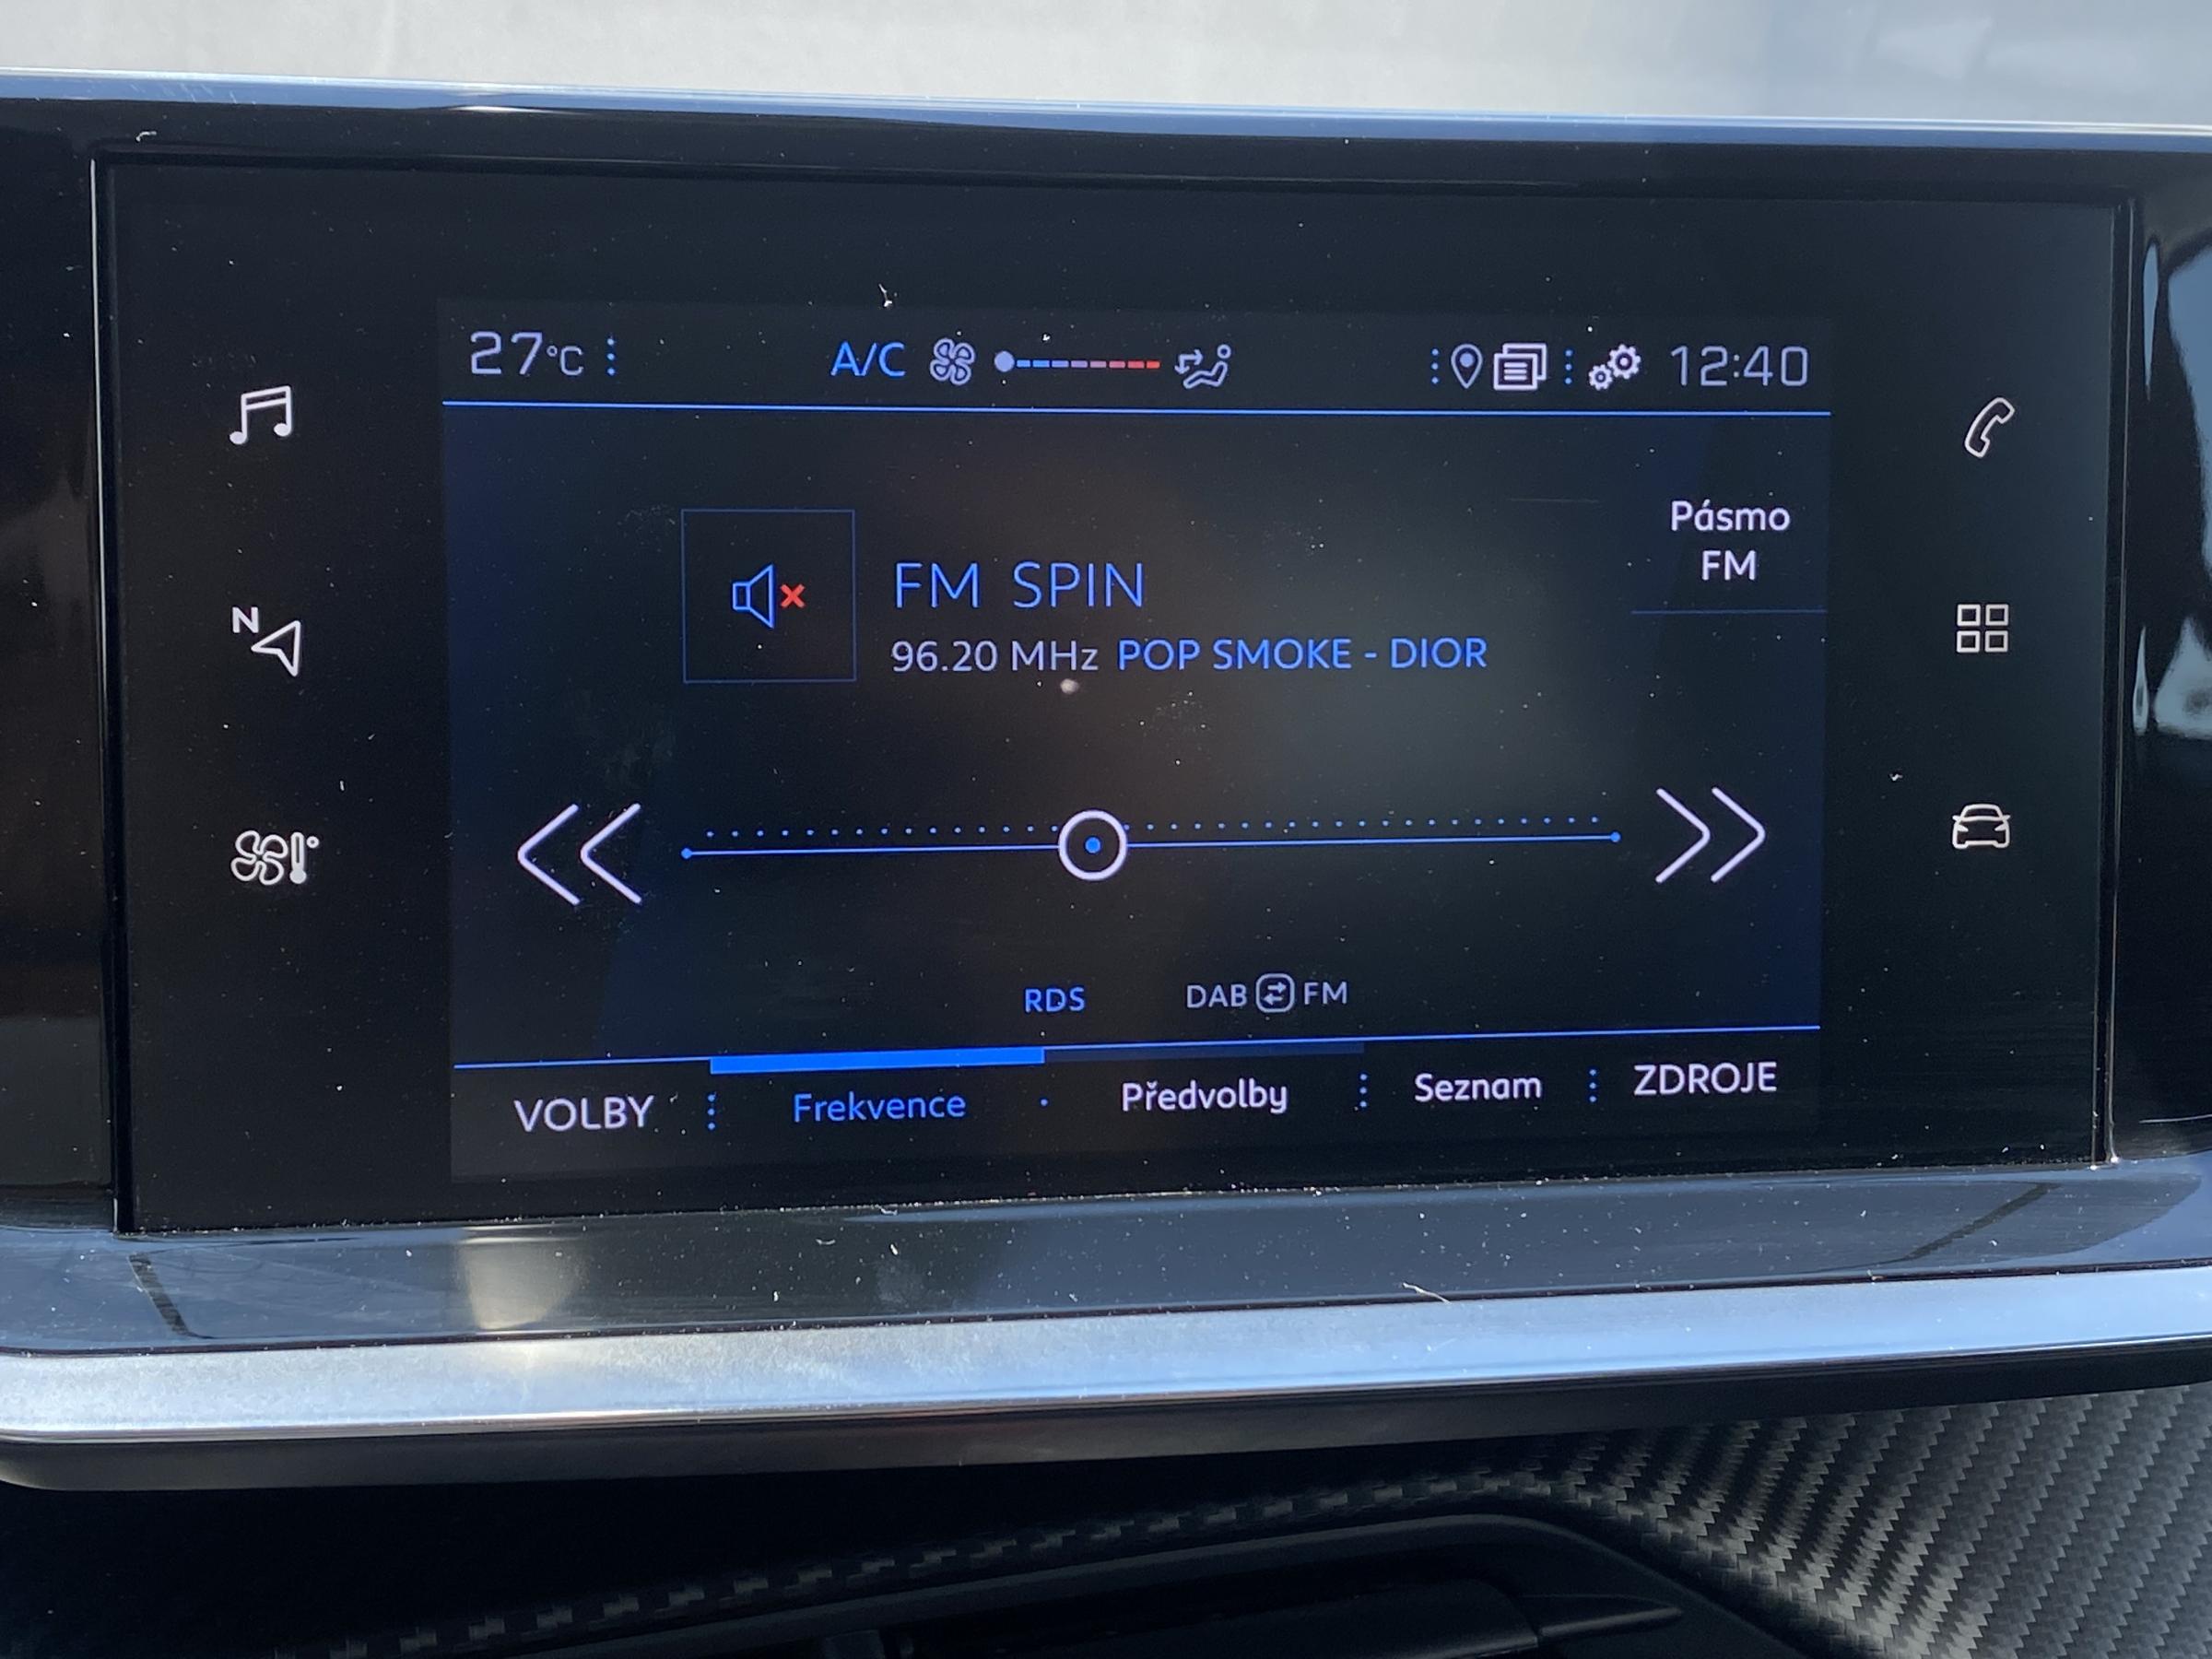 27°C A/C 12:40
Pásmo
FM
FM SPIN
96.20 MHz POP SMOKE - DIOR
N
RDS DAB FM
VOLBY Frekvence Předvolby Seznam ZDROJE